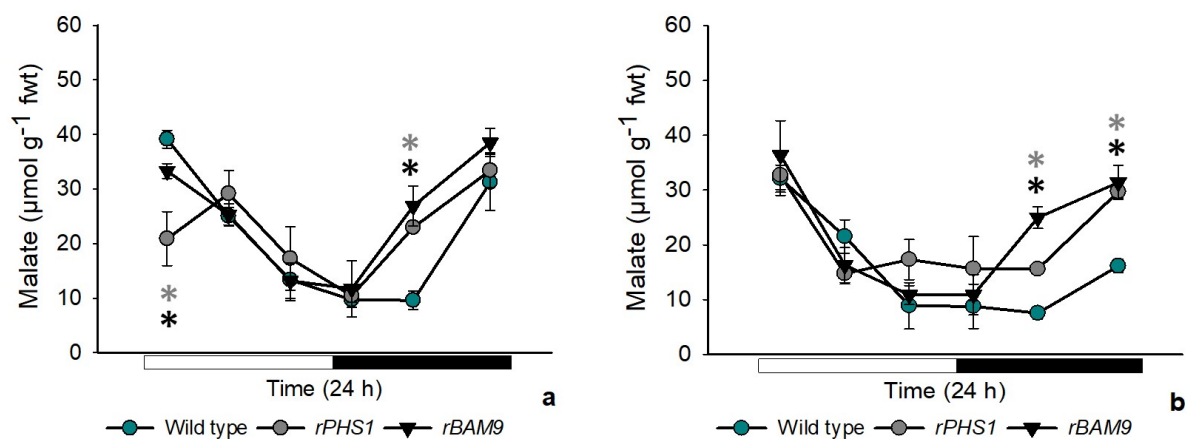 60
50
40
30
20
10
0
Malate (µmol g⁻¹ fwt)
*
*
*
*
Time (24 h)
a
Wild type rPHS1 rBAM9
60
50
40
30
20
10
0
Malate (µmol g⁻¹ fwt)
*
*
*
*
Time (24 h)
b
Wild type rPHS1 rBAM9